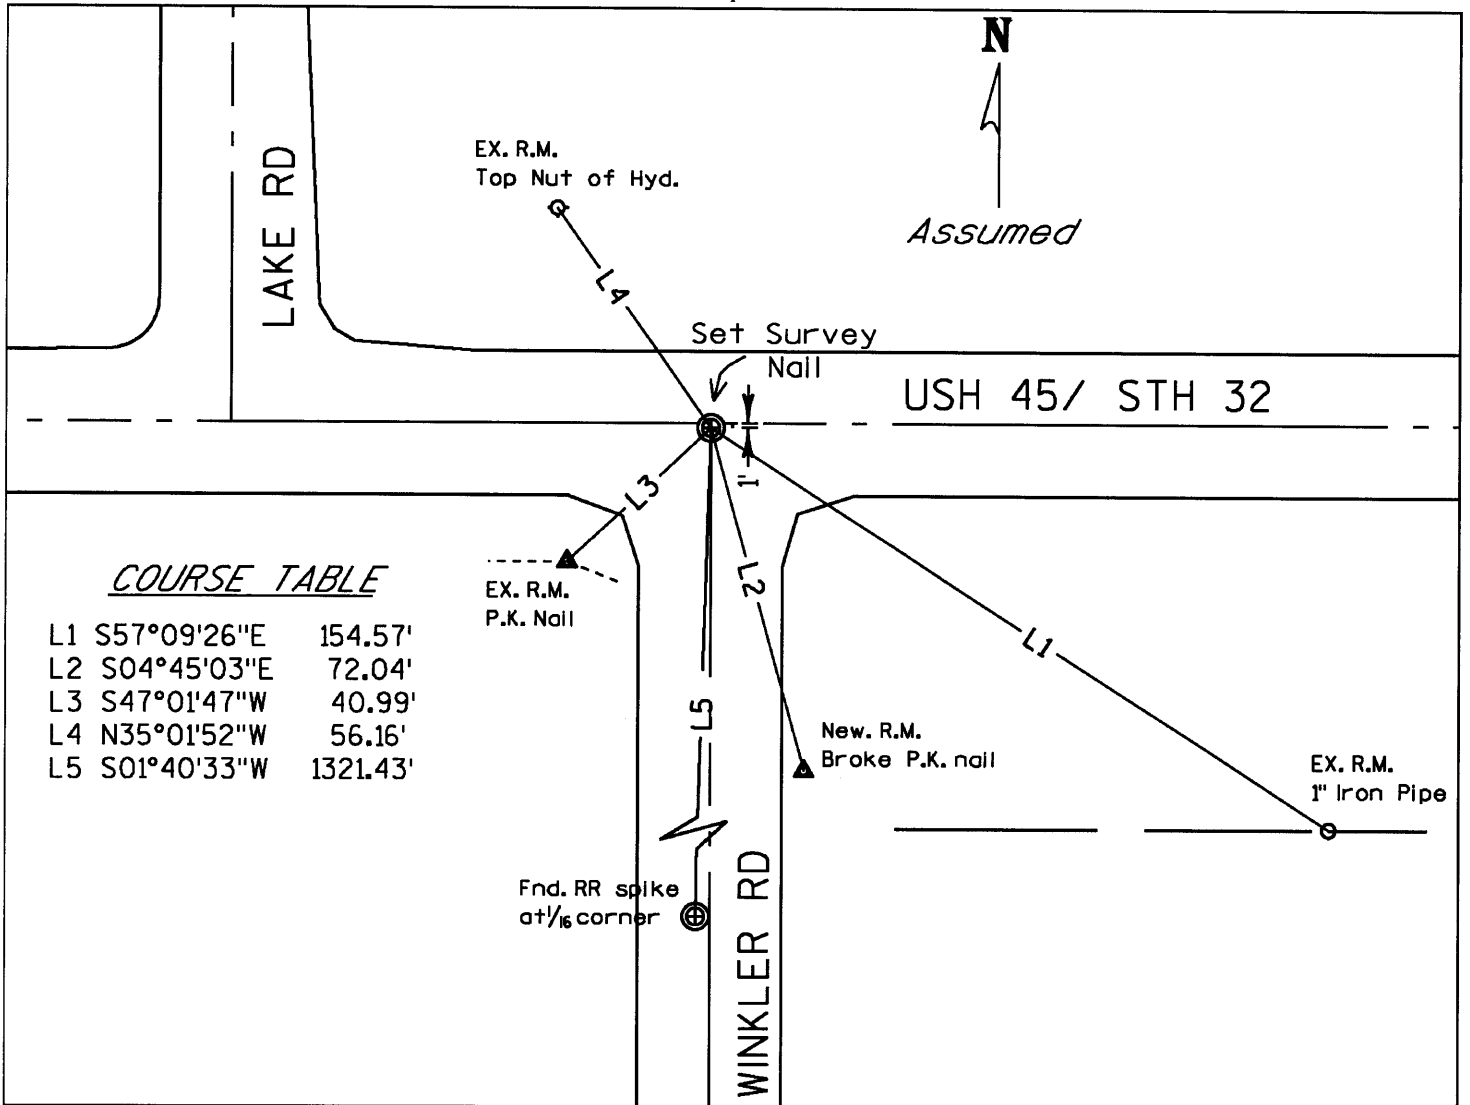 N
Assumed
EX. R.M.
Top Nut of Hyd.
LAKE RD
L4
Set Survey
Nail
USH 45/ STH 32
1'
L3
L2
L1
L5
EX. R.M.
P.K. Nail
COURSE TABLE
L1 S57°09'26"E 154.57'
L2 S04°45'03"E 72.04'
L3 S47°01'47"W 40.99'
L4 N35°01'52"W 56.16'
L5 S01°40'33"W 1321.43'
New. R.M.
Broke P.K. nail
EX. R.M.
1" Iron Pipe
Fnd. RR spike
at 1/16 corner
WINKLER RD